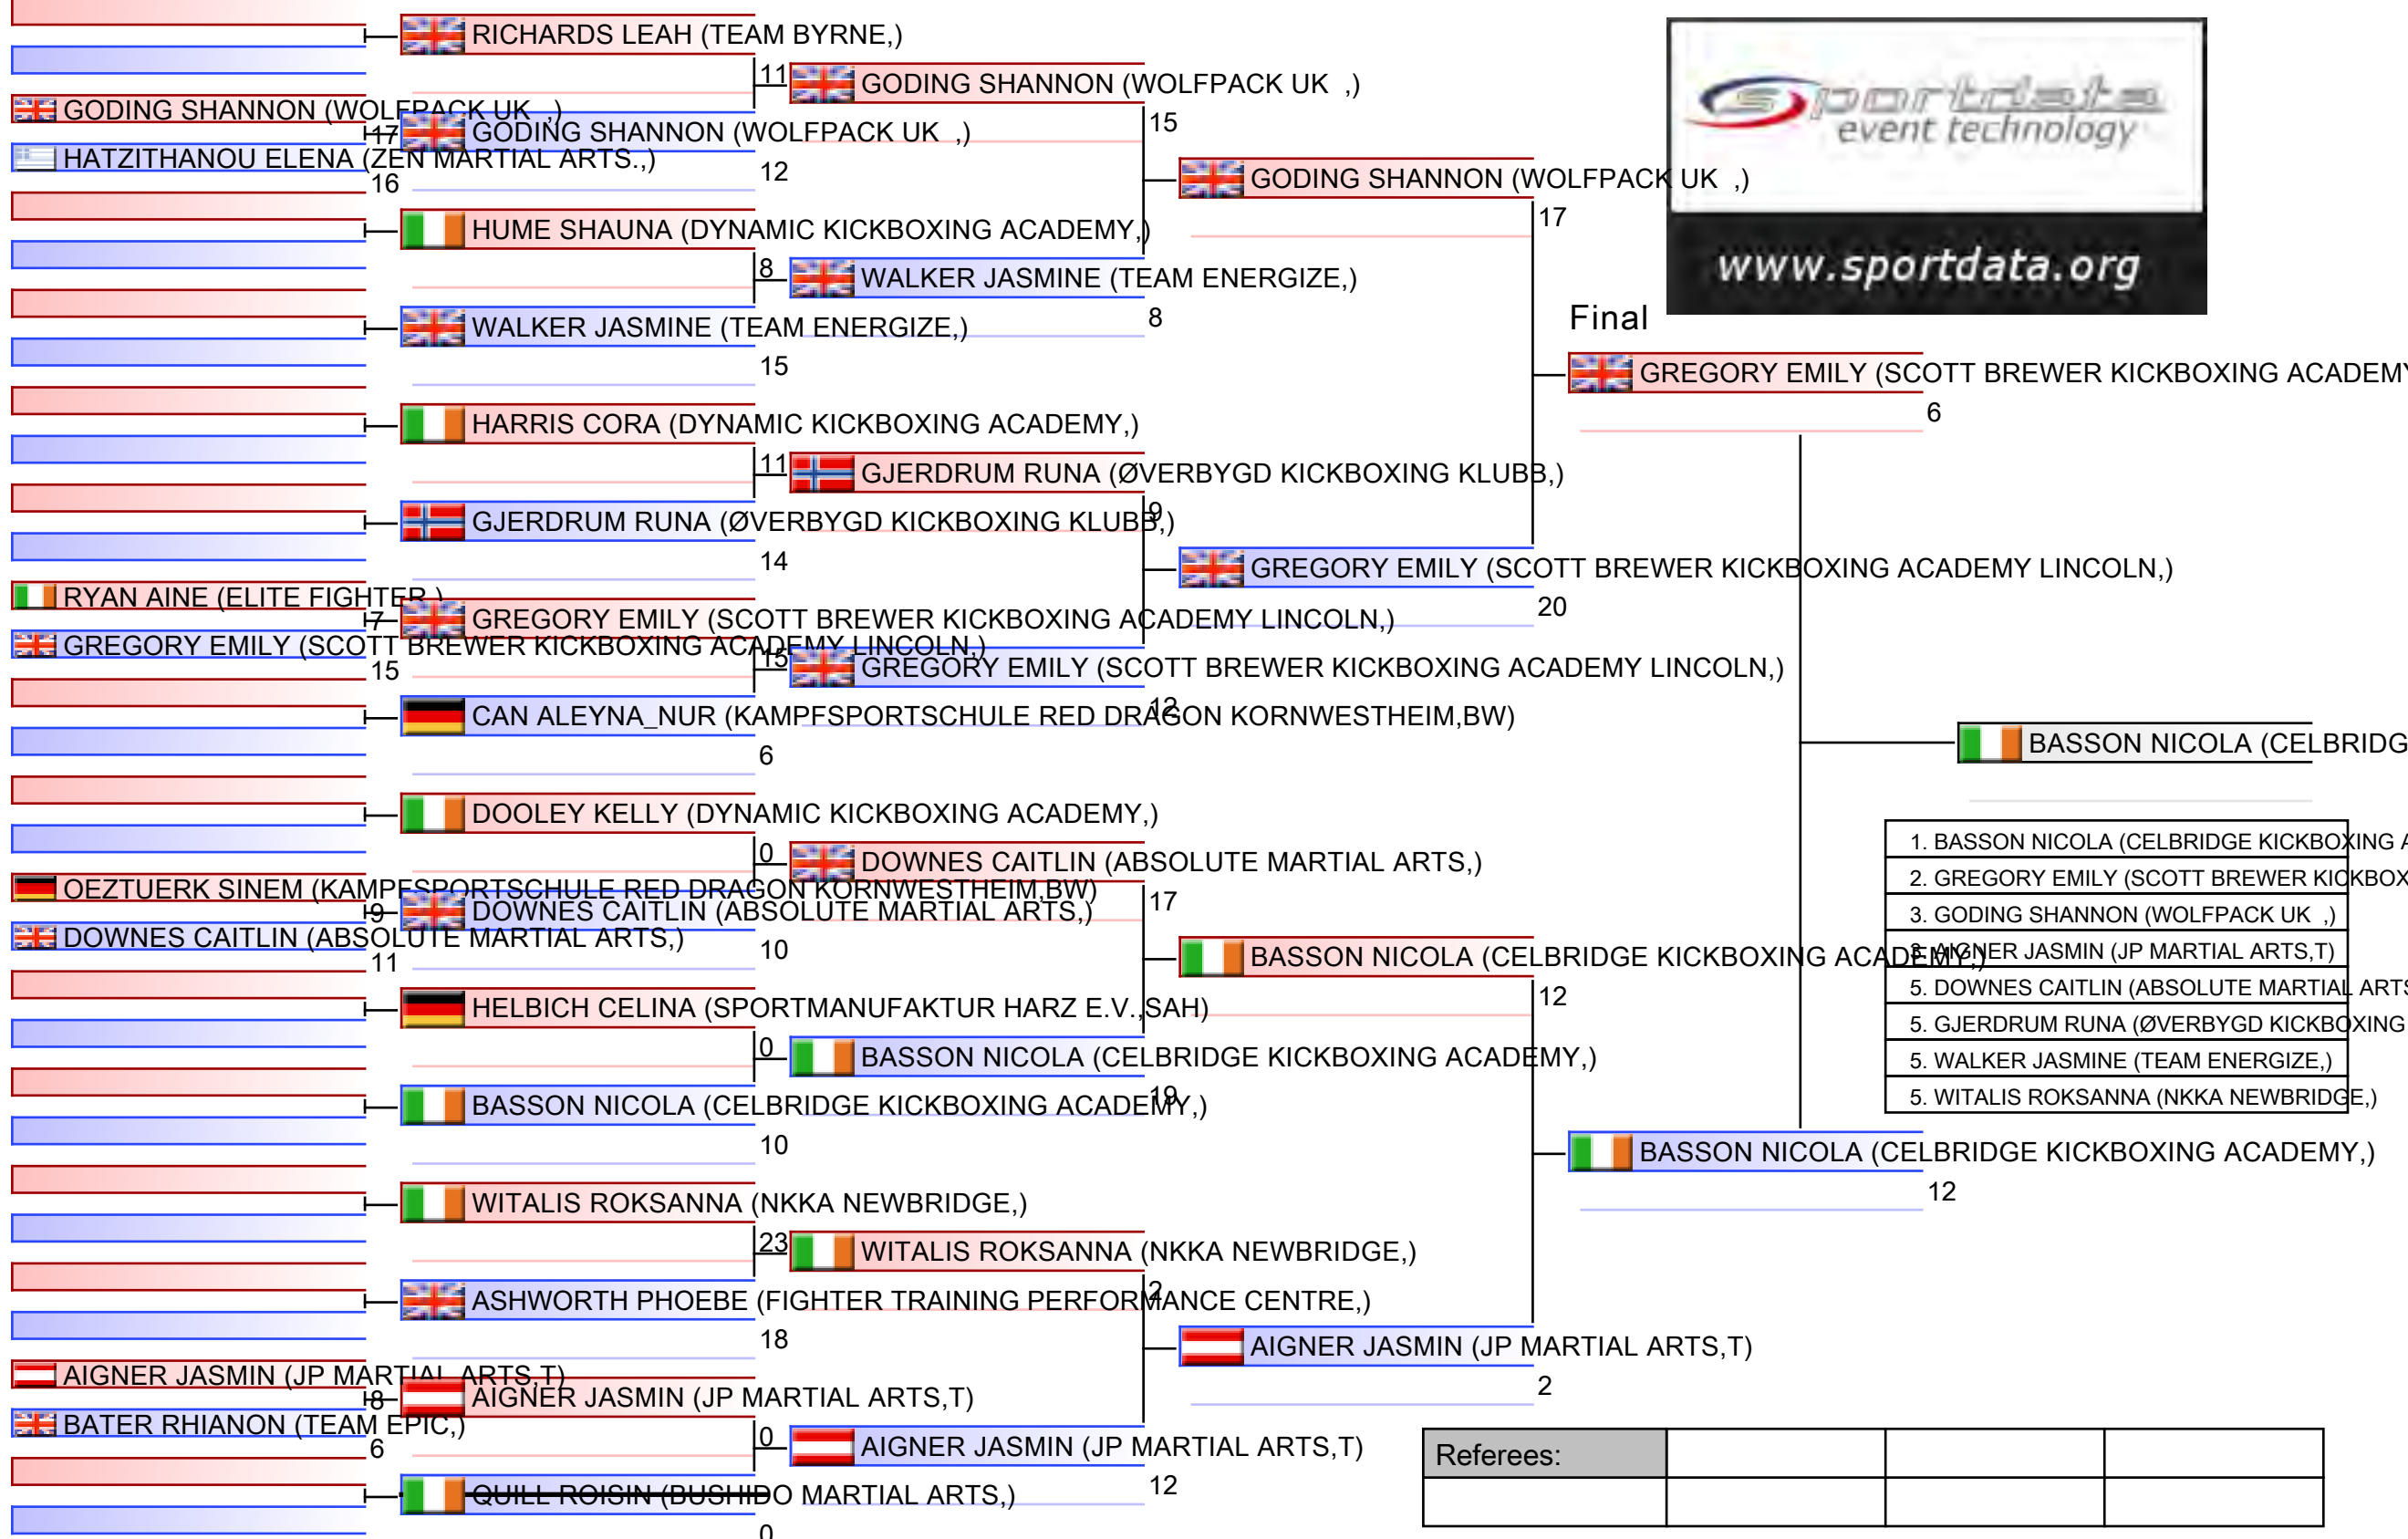 RICHARDS LEAH (TEAM BYRNE,)
11
GODING SHANNON (WOLFPACK UK ,)
17
HATZITHANOU ELENA (ZEN MARTIAL ARTS.,)
16
GODING SHANNON (WOLFPACK UK ,)
12
HUME SHAUNA (DYNAMIC KICKBOXING ACADEMY,)
8
WALKER JASMINE (TEAM ENERGIZE,)
15
HARRIS CORA (DYNAMIC KICKBOXING ACADEMY,)
11
GJERDRUM RUNA (ØVERBYGD KICKBOXING KLUBB,)
14
RYAN AINE (ELITE FIGHTER,)
7
GREGORY EMILY (SCOTT BREWER KICKBOXING ACADEMY LINCOLN,)
15
GREGORY EMILY (SCOTT BREWER KICKBOXING ACADEMY LINCOLN,)
15
CAN ALEYNA_NUR (KAMPFSPORTSCHULE RED DRAGON KORNWESTHEIM,BW)
6
DOOLEY KELLY (DYNAMIC KICKBOXING ACADEMY,)
0
OEZTUERK SINEM (KAMPFSPORTSCHULE RED DRAGON KORNWESTHEIM,BW)
9
DOWNES CAITLIN (ABSOLUTE MARTIAL ARTS,)
11
DOWNES CAITLIN (ABSOLUTE MARTIAL ARTS,)
10
HELBICH CELINA (SPORTMANUFAKTUR HARZ E.V.,SAH)
0
BASSON NICOLA (CELBRIDGE KICKBOXING ACADEMY,)
10
WITALIS ROKSANNA (NKKA NEWBRIDGE,)
23
ASHWORTH PHOEBE (FIGHTER TRAINING PERFORMANCE CENTRE,)
18
AIGNER JASMIN (JP MARTIAL ARTS,T)
8
BATER RHIANON (TEAM EPIC,)
6
AIGNER JASMIN (JP MARTIAL ARTS,T)
0
QUILL ROISIN (BUSHIDO MARTIAL ARTS,)
0
GODING SHANNON (WOLFPACK UK ,)
15
WALKER JASMINE (TEAM ENERGIZE,)
8
GJERDRUM RUNA (ØVERBYGD KICKBOXING KLUBB,)
9
GREGORY EMILY (SCOTT BREWER KICKBOXING ACADEMY LINCOLN,)
12
DOWNES CAITLIN (ABSOLUTE MARTIAL ARTS,)
17
BASSON NICOLA (CELBRIDGE KICKBOXING ACADEMY,)
19
WITALIS ROKSANNA (NKKA NEWBRIDGE,)
2
AIGNER JASMIN (JP MARTIAL ARTS,T)
12
GODING SHANNON (WOLFPACK UK ,)
17
GREGORY EMILY (SCOTT BREWER KICKBOXING ACADEMY LINCOLN,)
20
BASSON NICOLA (CELBRIDGE KICKBOXING ACADEMY,)
12
AIGNER JASMIN (JP MARTIAL ARTS,T)
2
sportdata
event technology
www.sportdata.org
Final
GREGORY EMILY (SCOTT BREWER KICKBOXING ACADEMY
6
BASSON NICOLA (CELBRIDGE KICKBOXING ACADEMY,)
12
BASSON NICOLA (CELBRIDG
1. BASSON NICOLA (CELBRIDGE KICKBOXING A
2. GREGORY EMILY (SCOTT BREWER KICKBOX
3. GODING SHANNON (WOLFPACK UK ,)
3. AIGNER JASMIN (JP MARTIAL ARTS,T)
5. DOWNES CAITLIN (ABSOLUTE MARTIAL ARTS
5. GJERDRUM RUNA (ØVERBYGD KICKBOXING
5. WALKER JASMINE (TEAM ENERGIZE,)
5. WITALIS ROKSANNA (NKKA NEWBRIDGE,)
Referees: